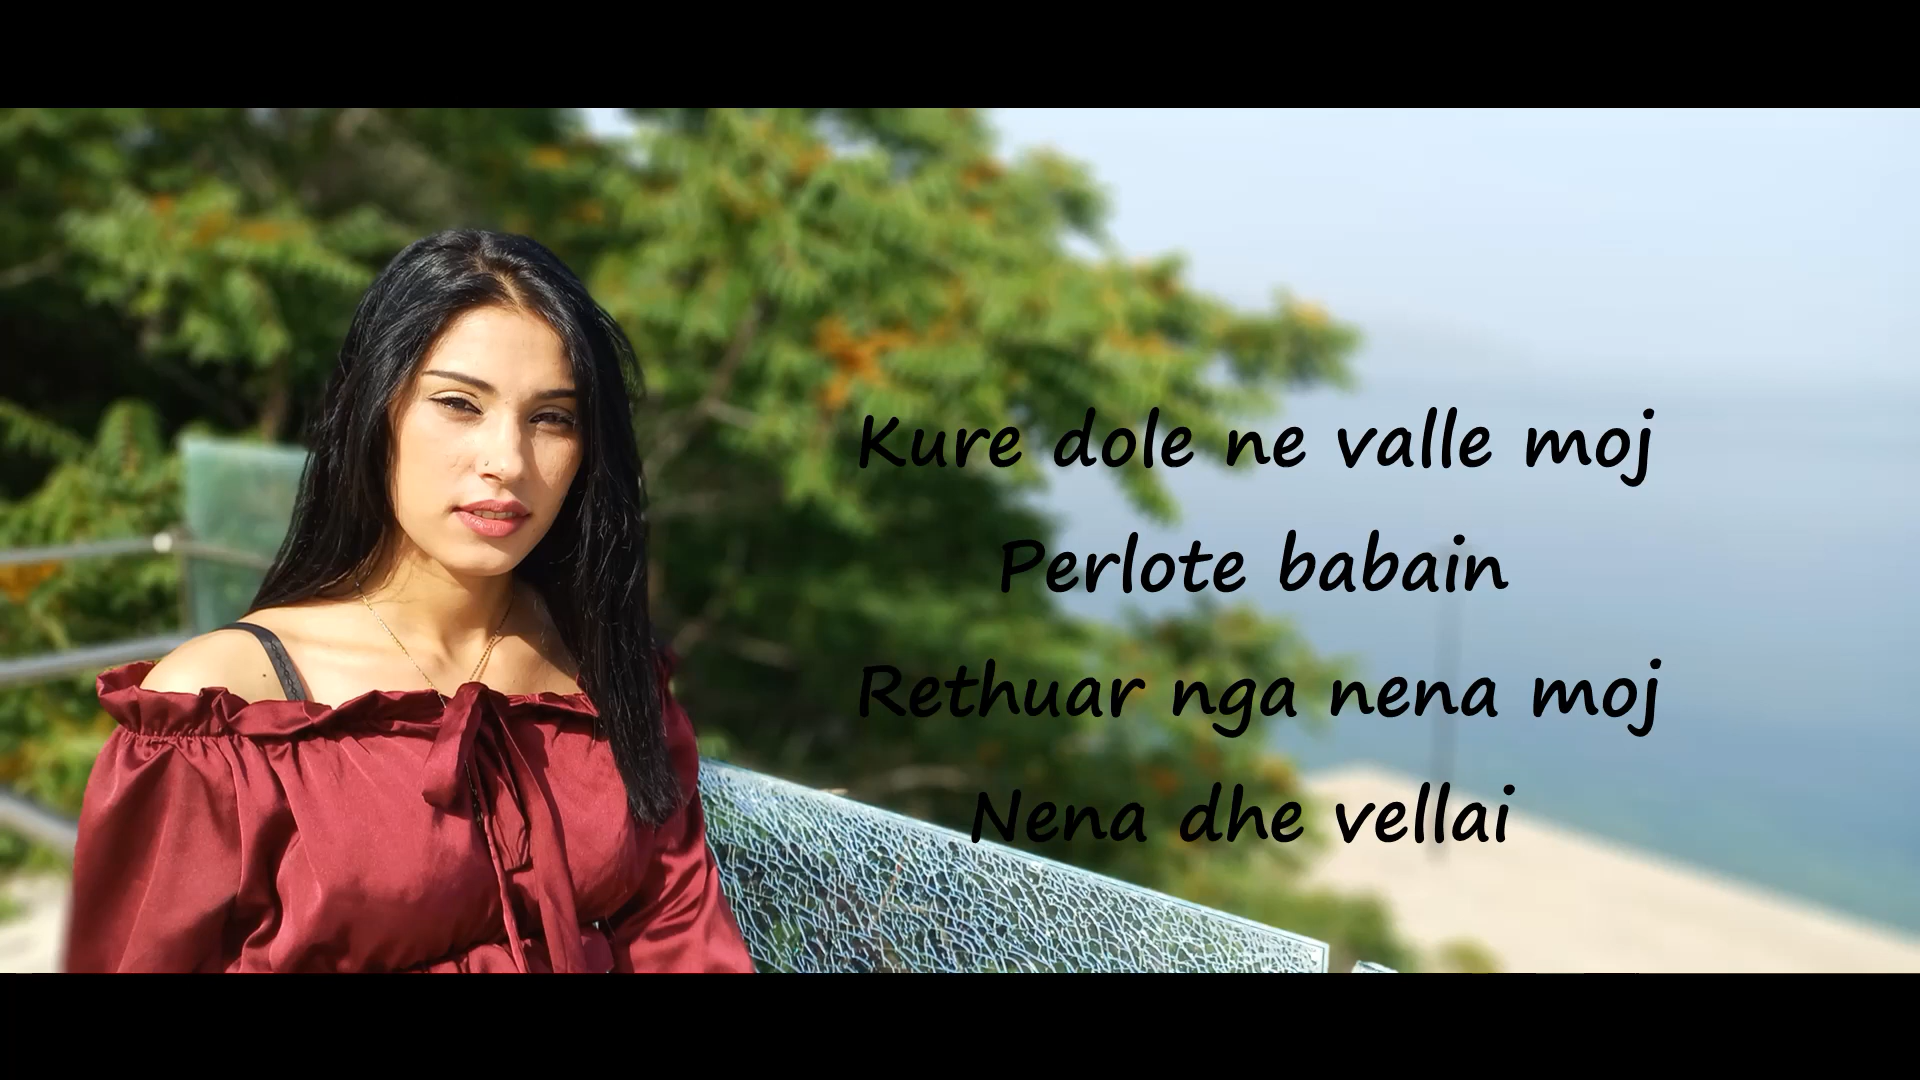 Kure dole ne valle moj
Perlote babain
Rethuar nga nena moj
Nena dhe vellai